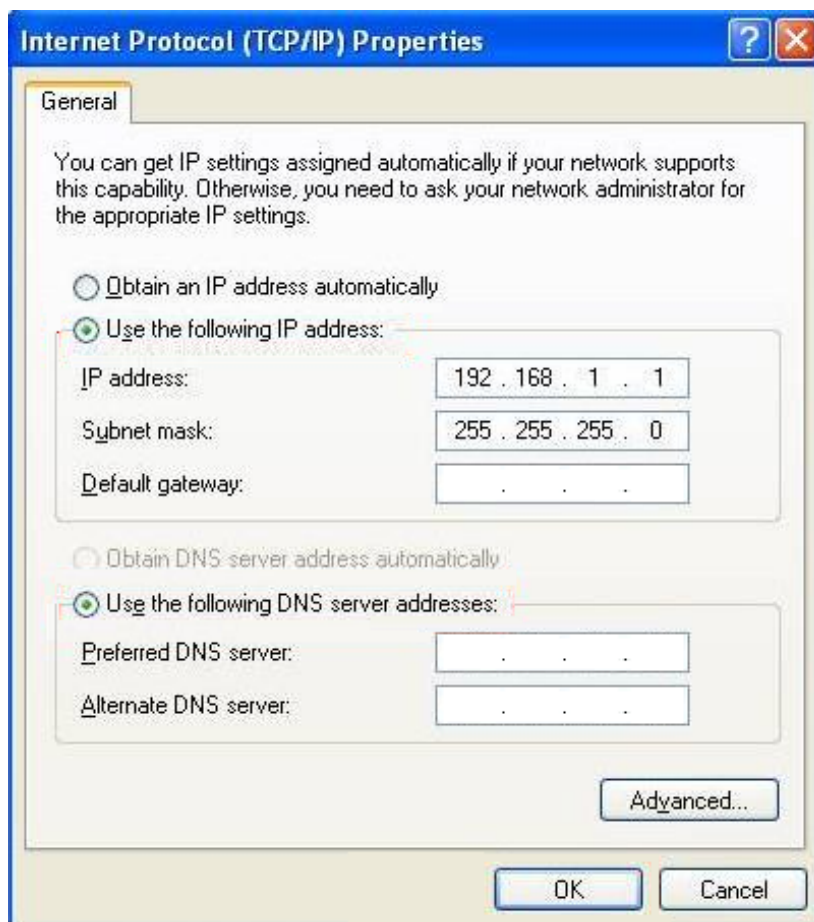 Internet Protocol (TCP/IP) Properties
General
You can get IP settings assigned automatically if your network supports
this capability. Otherwise, you need to ask your network administrator for
the appropriate IP settings.
Obtain an IP address automatically
Use the following IP address:
IP address: 192 . 168 . 1 . 1
Subnet mask: 255 . 255 . 255 . 0
Default gateway: . . .
Obtain DNS server address automatically
Use the following DNS server addresses:
Preferred DNS server: . . .
Alternate DNS server: . . .
Advanced...
OK Cancel